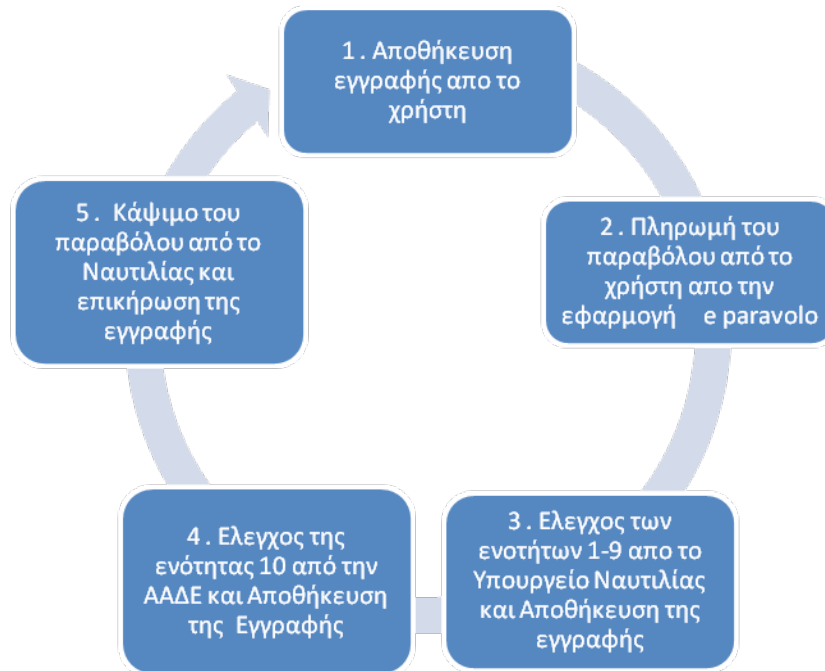 1 . Αποθήκευση
εγγραφής απο το
χρήστη
2 . Πληρωμή του
παραβόλου από το
χρήστη απο την
εφαρμογή e paravolo
3 . Ελεγχος των
ενοτήτων 1-9 απο το
Υπουργείο Ναυτιλίας
και Αποθήκευση της
εγγραφής
4 . Ελεγχος της
ενότητας 10 από την
ΑΑΔΕ και Αποθήκευση
της Εγγραφής
5 . Κάψιμο του
παραβόλου από το
Ναυτιλίας και
επικήρωση της
εγγραφής